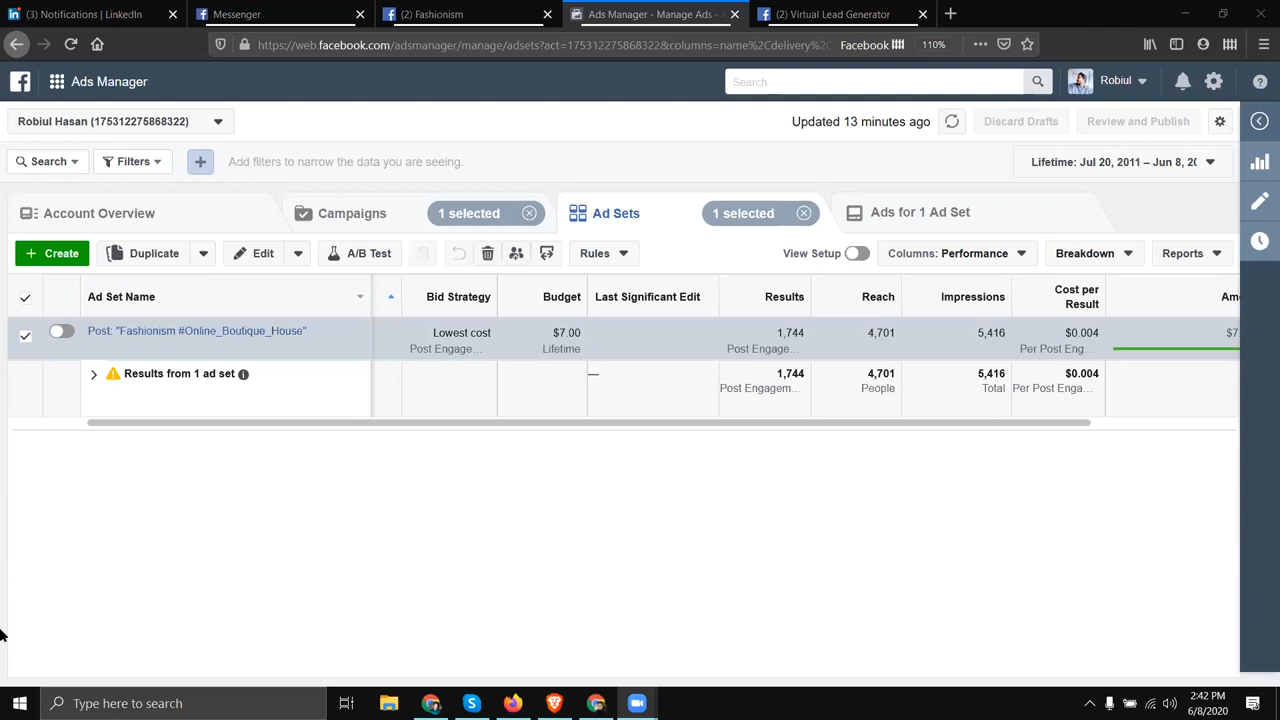 (3) Notifications | LinkedIn
Messenger
(2) Fashionism
Ads Manager - Manage Ads - A
(2) Virtual Lead Generator
https://web.facebook.com/adsmanager/manage/adsets?act=175312275868322&columns=name%2Cdelivery%2C
Facebook
110%
Ads Manager
Search
Robiul
Robiul Hasan (175312275868322)
Updated 13 minutes ago
Discard Drafts
Review and Publish
Search
Filters
Add filters to narrow the data you are seeing.
Lifetime: Jul 20, 2011 – Jun 8, 20
Account Overview
Campaigns
1 selected
Ad Sets
1 selected
Ads for 1 Ad Set
+ Create
Duplicate
Edit
A/B Test
Rules
View Setup
Columns: Performance
Breakdown
Reports
Ad Set Name
Bid Strategy
Budget
Last Significant Edit
Results
Reach
Impressions
Cost per
Result
Amo
Post: "Fashionism #Online_Boutique_House"
Lowest cost
Post Engage...
$7.00
Lifetime
1,744
Post Engage...
4,701
5,416
$0.004
Per Post Eng...
$7
Results from 1 ad set
—
1,744
Post Engagem...
4,701
People
5,416
Total
$0.004
Per Post Enga...
Type here to search
2:42 PM
6/8/2020